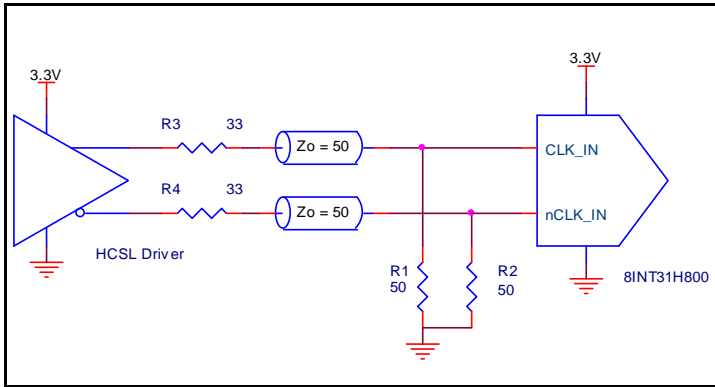 3.3V
3.3V
R3 33
Zo = 50
CLK_IN
R4 33
Zo = 50
nCLK_IN
HCSL Driver
R1
50
R2
50
8INT31H800